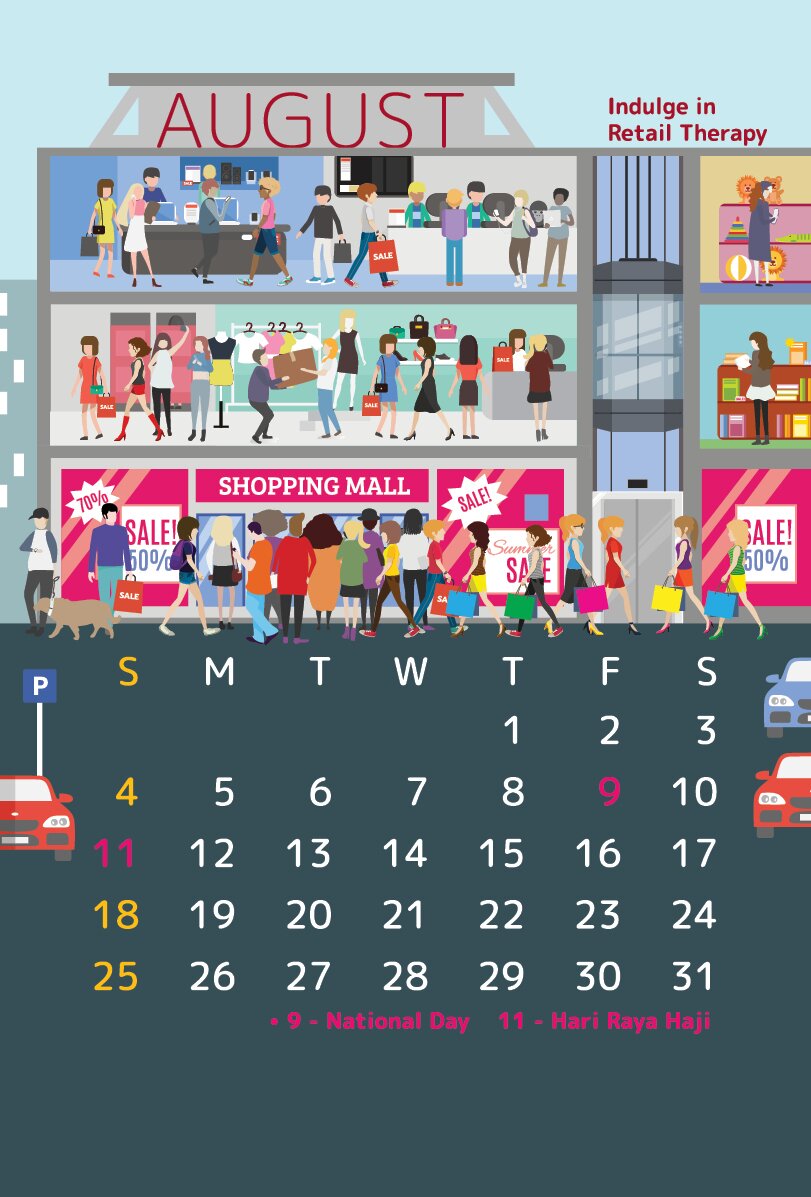 AUGUST
Indulge in
Retail Therapy
SALE
SALE
SALE
SALE
SHOPPING MALL
70%
SALE!
50%
SALE
SALE!
Summer
SALE
SA
SALE!
50%
S M T W T F S
P
1 2 3
4 5 6 7 8 9 10
11 12 13 14 15 16 17
18 19 20 21 22 23 24
25 26 27 28 29 30 31
• 9 - National Day 11 - Hari Raya Haji